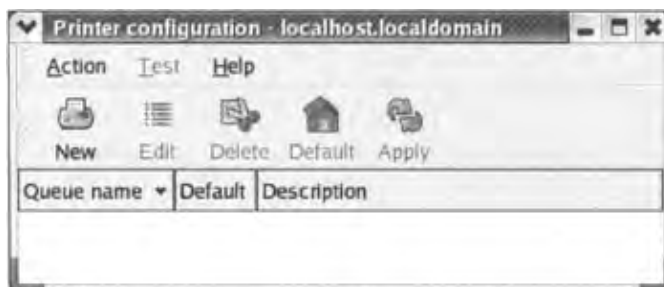 Printer configuration - localhost.localdomain
Action Test Help
New Edit Delete Default Apply
Queue name Default Description